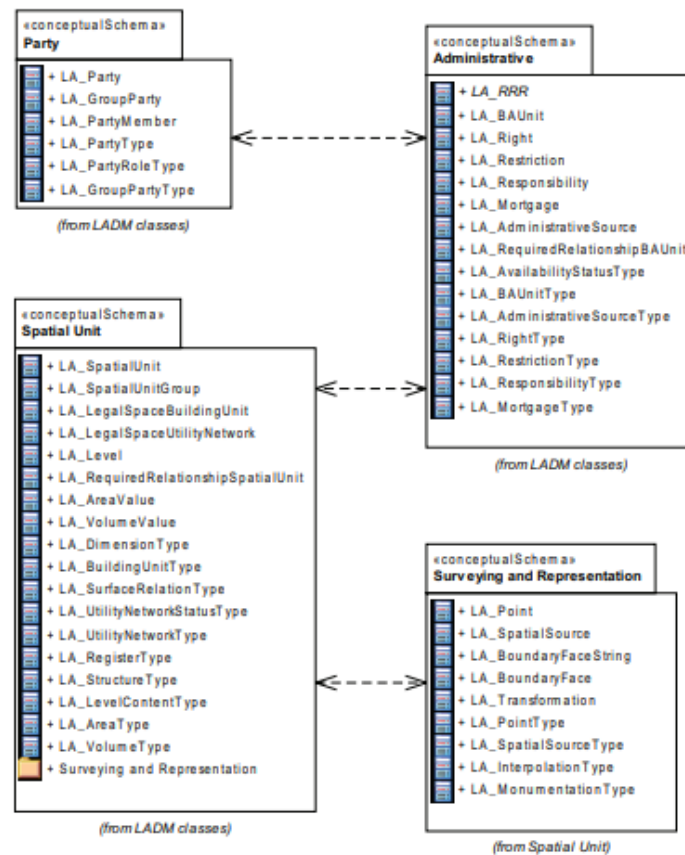 «conceptualSchema»
Party
+ LA_Party
+ LA_GroupParty
+ LA_PartyMember
+ LA_PartyType
+ LA_PartyRoleType
+ LA_GroupPartyType
(from LADM classes)
«conceptualSchema»
Administrative
+ LA_RRR
+ LA_BAUnit
+ LA_Right
+ LA_Restriction
+ LA_Responsibility
+ LA_Mortgage
+ LA_AdministrativeSource
+ LA_RequiredRelationshipBAUnit
+ LA_AvailabilityStatusType
+ LA_BAUnitType
+ LA_AdministrativeSourceType
+ LA_RightType
+ LA_RestrictionType
+ LA_ResponsibilityType
+ LA_MortgageType
(from LADM classes)
«conceptualSchema»
Spatial Unit
+ LA_SpatialUnit
+ LA_SpatialUnitGroup
+ LA_LegalSpaceBuildingUnit
+ LA_LegalSpaceUtilityNetwork
+ LA_Level
+ LA_RequiredRelationshipSpatialUnit
+ LA_AreaValue
+ LA_VolumeValue
+ LA_DimensionType
+ LA_BuildingUnitType
+ LA_SurfaceRelationType
+ LA_UtilityNetworkStatusType
+ LA_UtilityNetworkType
+ LA_RegisterType
+ LA_StructureType
+ LA_LevelContentType
+ LA_AreaType
+ LA_VolumeType
+ Surveying and Representation
(from LADM classes)
«conceptualSchema»
Surveying and Representation
+ LA_Point
+ LA_SpatialSource
+ LA_BoundaryFaceString
+ LA_BoundaryFace
+ LA_Transformation
+ LA_PointType
+ LA_SpatialSourceType
+ LA_InterpolationType
+ LA_MonumentationType
(from Spatial Unit)